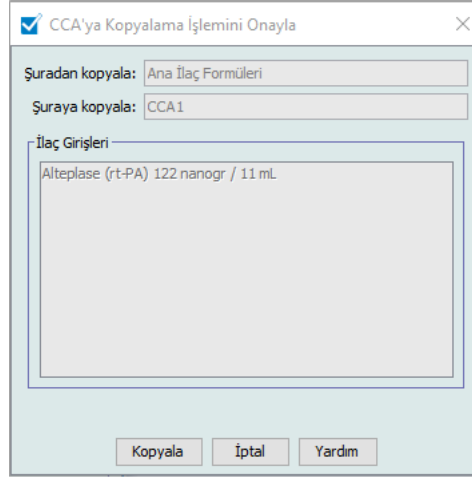 CCA'ya Kopyalama İşlemini Onayla
Şuradan kopyala: Ana İlaç Formüleri
Şuraya kopyala: CCA1
İlaç Girişleri
Alteplase (rt-PA) 122 nanogr / 11 mL
Kopyala İptal Yardım